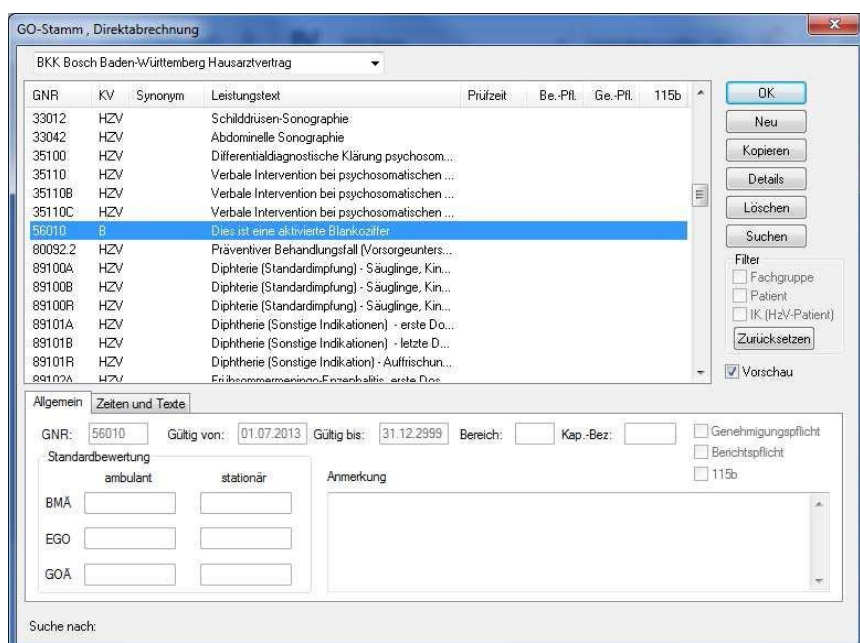 GO-Stamm , Direktabrechnung
BKK Bosch Baden-Württemberg Hausarztvertrag
GNR KV Synonym Leistungstext Prüfzeit Be.-Pfl. Ge.-Pfl. 115b
33012 HZV Schilddrüsen-Sonographie
33042 HZV Abdominelle Sonographie
35100 HZV Differentialdiagnostische Klärung psychosom...
35110 HZV Verbale Intervention bei psychosomatischen ...
35110B HZV Verbale Intervention bei psychosomatischen ...
35110C HZV Verbale Intervention bei psychosomatischen ...
56010 B Dies ist eine aktivierte Blankoziffer
80092.2 HZV Präventiver Behandlungsfall (Vorsorgeunters...
89100A HZV Diphterie (Standardimpfung) - Säuglinge, Kin...
89100B HZV Diphterie (Standardimpfung) - Säuglinge, Kin...
89100R HZV Diphterie (Standardimpfung) - Säuglinge, Kin...
89101A HZV Diphtherie (Sonstige Indikationen) - erste Do...
89101B HZV Diphtherie (Sonstige Indikationen) - letzte D...
89101R HZV Diphtherie (Sonstige Indikation) - Auffrischun...
89102A HZV Frühsommermeningo-Enzephalitis, erste Dos...
OK
Neu
Kopieren
Details
Löschen
Suchen
Filter
Fachgruppe
Patient
IK (HzV-Patient)
Zurücksetzen
Vorschau
Allgemein Zeiten und Texte
GNR: 56010 Gültig von: 01.07.2013 Gültig bis: 31.12.2999 Bereich: Kap.-Bez: Genehmigungspflicht
Berichtspflicht
115b
Standardbewertung
ambulant stationär Anmerkung
BMÄ
EGO
GOÄ
Suche nach: